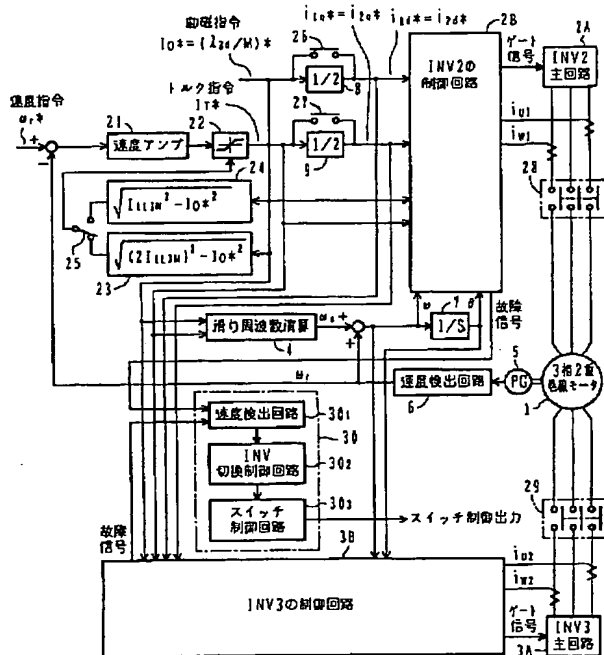 励磁指令
I0*=(λ2d/M)*
i1q*=i2q*
i1d*=i2d*
2B
2A
26
1/2
8
INV2の
制御回路
ゲート
信号
INV2
主回路
トルク指令
IT*
27
1/2
9
速度指令
ωr*
+
−
21
速度アンプ
22
iU1
iW1
28
24
√ILLIM²−I0*²
25
√(2ILLIM)²−I0*²
23
故障
信号
ω
θ
7
1/S
滑り周波数演算
4
ωs
+
+
ωr
速度検出回路
6
5
PG
3相2重
巻線モータ
1
速度検出回路
301
30
INV
切換制御回路
302
スイッチ
制御回路
303
スイッチ制御出力
29
故障
信号
3B
INV3の制御回路
iU2
iW2
ゲート
信号
INV3
主回路
3A